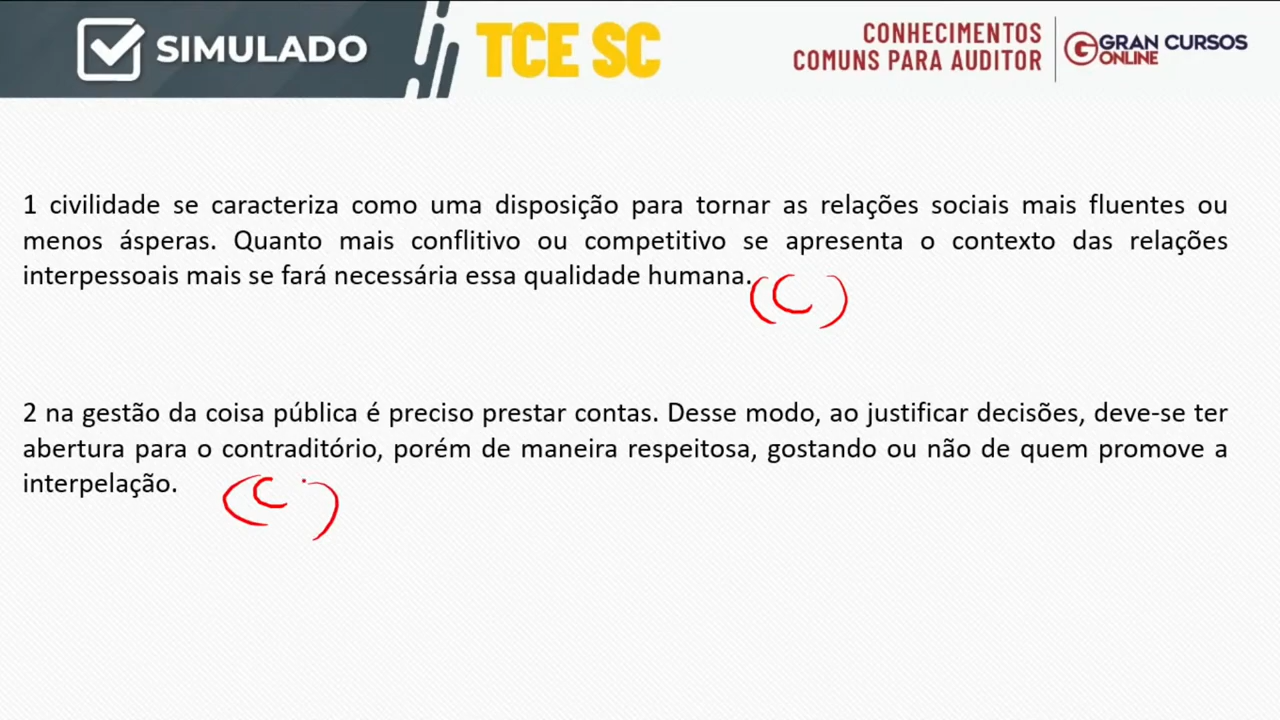 SIMULADO
TCE SC
CONHECIMENTOS
COMUNS PARA AUDITOR
GRAN CURSOS
ONLINE
1 civilidade se caracteriza como uma disposição para tornar as relações sociais mais fluentes ou
menos ásperas. Quanto mais conflitivo ou competitivo se apresenta o contexto das relações
interpessoais mais se fará necessária essa qualidade humana.
(C)
2 na gestão da coisa pública é preciso prestar contas. Desse modo, ao justificar decisões, deve-se ter
abertura para o contraditório, porém de maneira respeitosa, gostando ou não de quem promove a
interpelação.
(C)